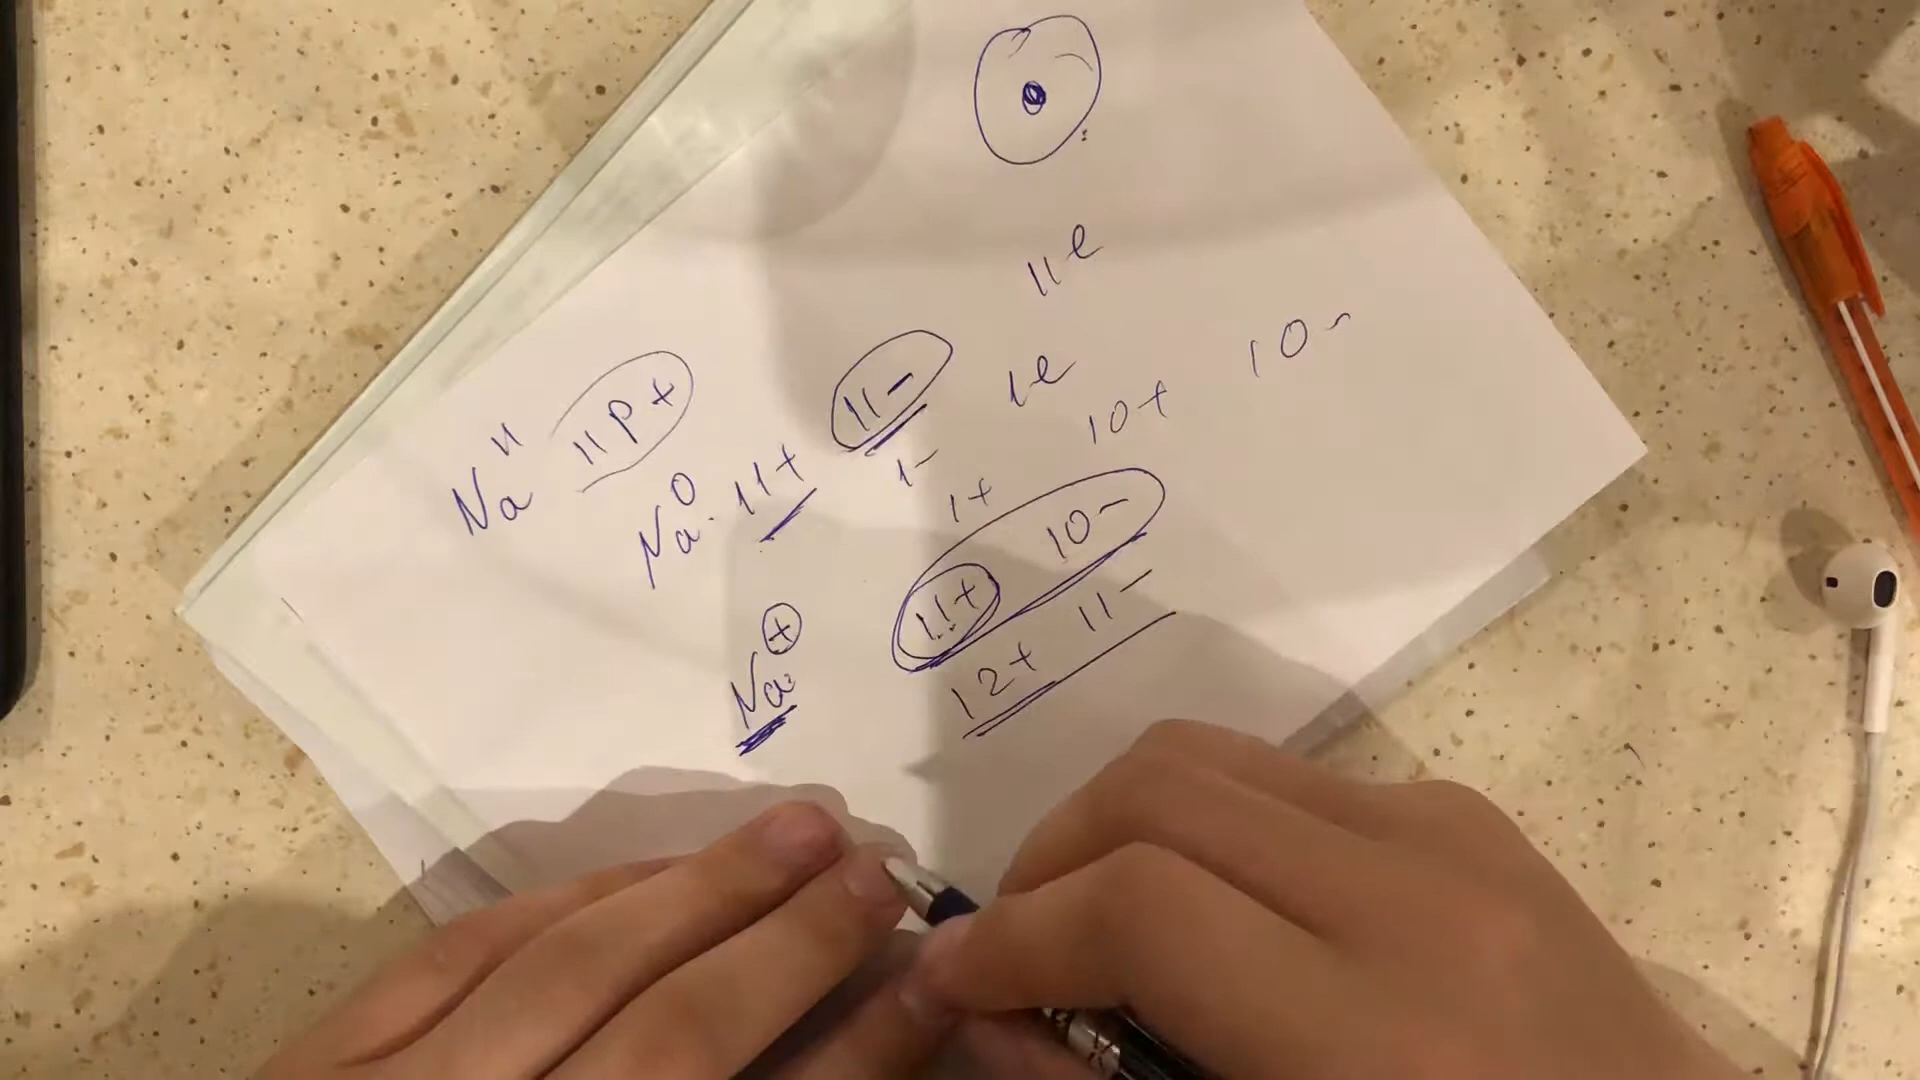 11e
Na 11 11p+
Na 0 11+ 11- 1e
1- 1+ 10+ 10-
Na + 11+ 10-
12+ 11-